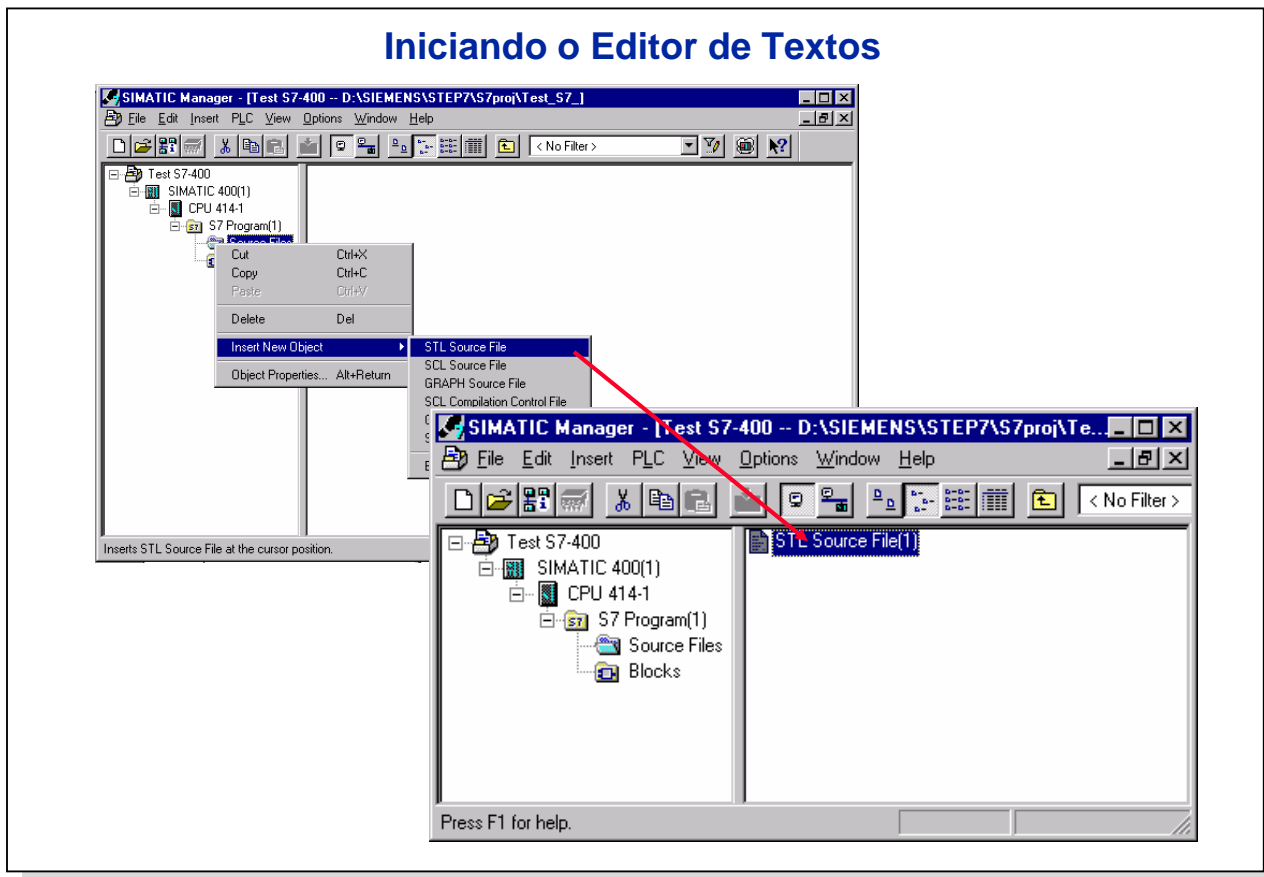 Iniciando o Editor de Textos
SIMATIC Manager - [Test S7-400 -- D:\SIEMENS\STEP7\S7proj\Test_S7_]
File Edit Insert PLC View Options Window Help
< No Filter >
Test S7-400
SIMATIC 400(1)
CPU 414-1
S7 Program(1)
Source Files
Cut Ctrl+X
Copy Ctrl+C
Paste Ctrl+V
Delete Del
Insert New Object
Object Properties... Alt+Return
STL Source File
SCL Source File
GRAPH Source File
SCL Compilation Control File
Inserts STL Source File at the cursor position.
SIMATIC Manager - [Test S7-400 -- D:\SIEMENS\STEP7\S7proj\Te...
File Edit Insert PLC View Options Window Help
< No Filter >
Test S7-400
SIMATIC 400(1)
CPU 414-1
S7 Program(1)
Source Files
Blocks
STL Source File(1)
Press F1 for help.